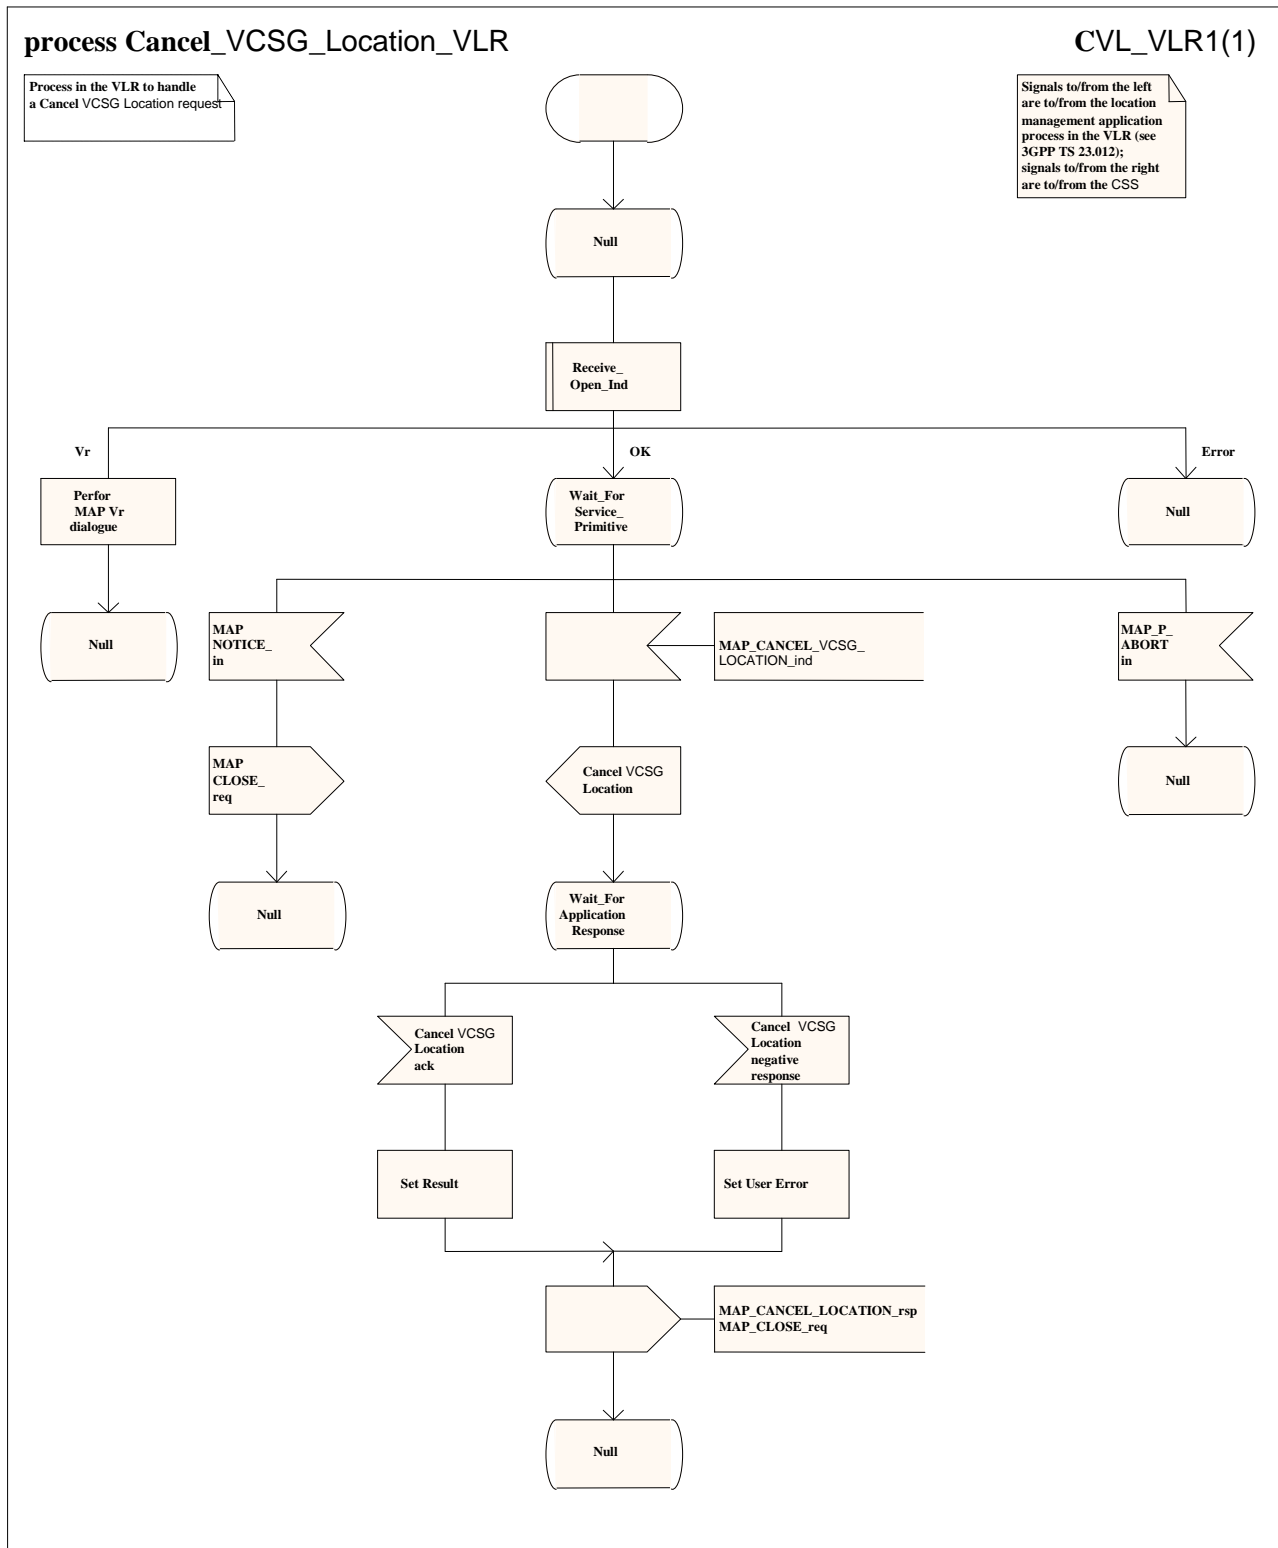 process Cancel_VCSG_Location_VLR
CVL_VLR1(1)
Process in the VLR to handle
a Cancel VCSG Location request
Signals to/from the left
are to/from the location
management application
process in the VLR (see
3GPP TS 23.012);
signals to/from the right
are to/from the CSS
Null
Receive_
Open_Ind
Vr
OK
Error
Perfor
MAP Vr
dialogue
Wait_For
Service_
Primitive
Null
Null
MAP
NOTICE_
in
MAP_CANCEL_VCSG_
LOCATION_ind
MAP_P_
ABORT
in
MAP
CLOSE_
req
Cancel VCSG
Location
Null
Null
Wait_For
Application
Response
Cancel VCSG
Location
ack
Cancel VCSG
Location
negative
response
Set Result
Set User Error
MAP_CANCEL_LOCATION_rsp
MAP_CLOSE_req
Null